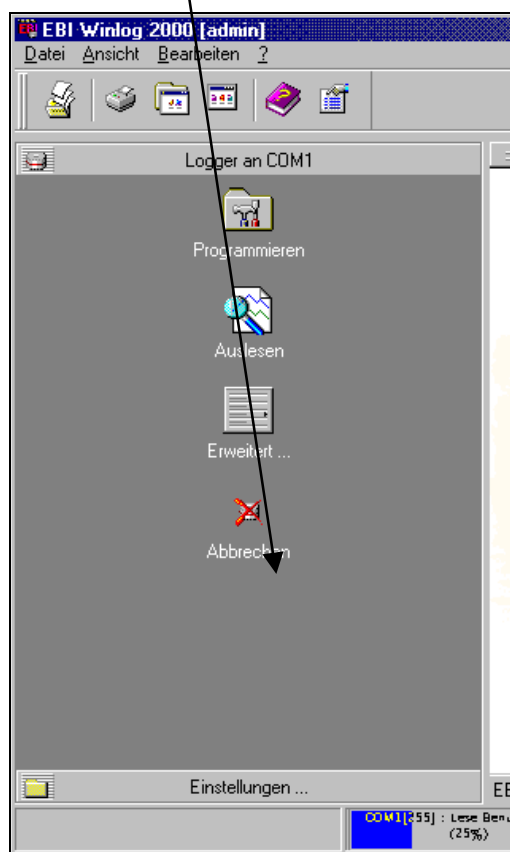 EBI Winlog 2000 [admin]
Datei Ansicht Bearbeiten ?
Logger an COM1
Programmieren
Auslesen
Erweitert ...
Abbrechen
Einstellungen ...
COM1[255] : Lese
(25%)